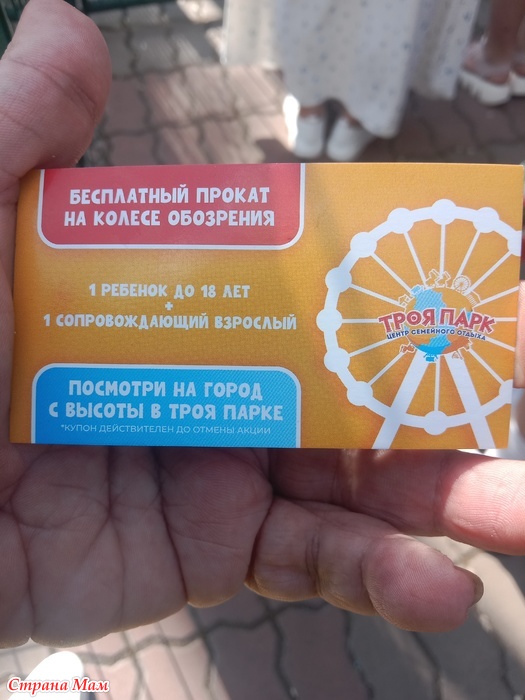 БЕСПЛАТНЫЙ ПРОКАТ
НА КОЛЕСЕ ОБОЗРЕНИЯ
1 РЕБЕНОК ДО 18 ЛЕТ
+
1 СОПРОВОЖДАЮЩИЙ ВЗРОСЛЫЙ
ТРОЯ ПАРК
ЦЕНТР СЕМЕЙНОГО ОТДЫХА
ПОСМОТРИ НА ГОРОД
С ВЫСОТЫ В ТРОЯ ПАРКЕ
*КУПОН ДЕЙСТВИТЕЛЕН ДО ОТМЕНЫ АКЦИИ
Страна Мам